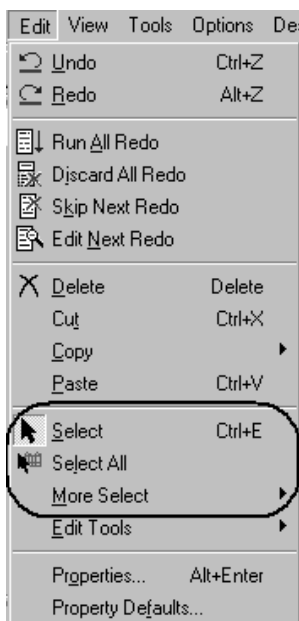 Edit View Tools Options De
Undo Ctrl+Z
Redo Alt+Z
Run All Redo
Discard All Redo
Skip Next Redo
Edit Next Redo
Delete Delete
Cut Ctrl+X
Copy
Paste Ctrl+V
Select Ctrl+E
Select All
More Select
Edit Tools
Properties... Alt+Enter
Property Defaults...